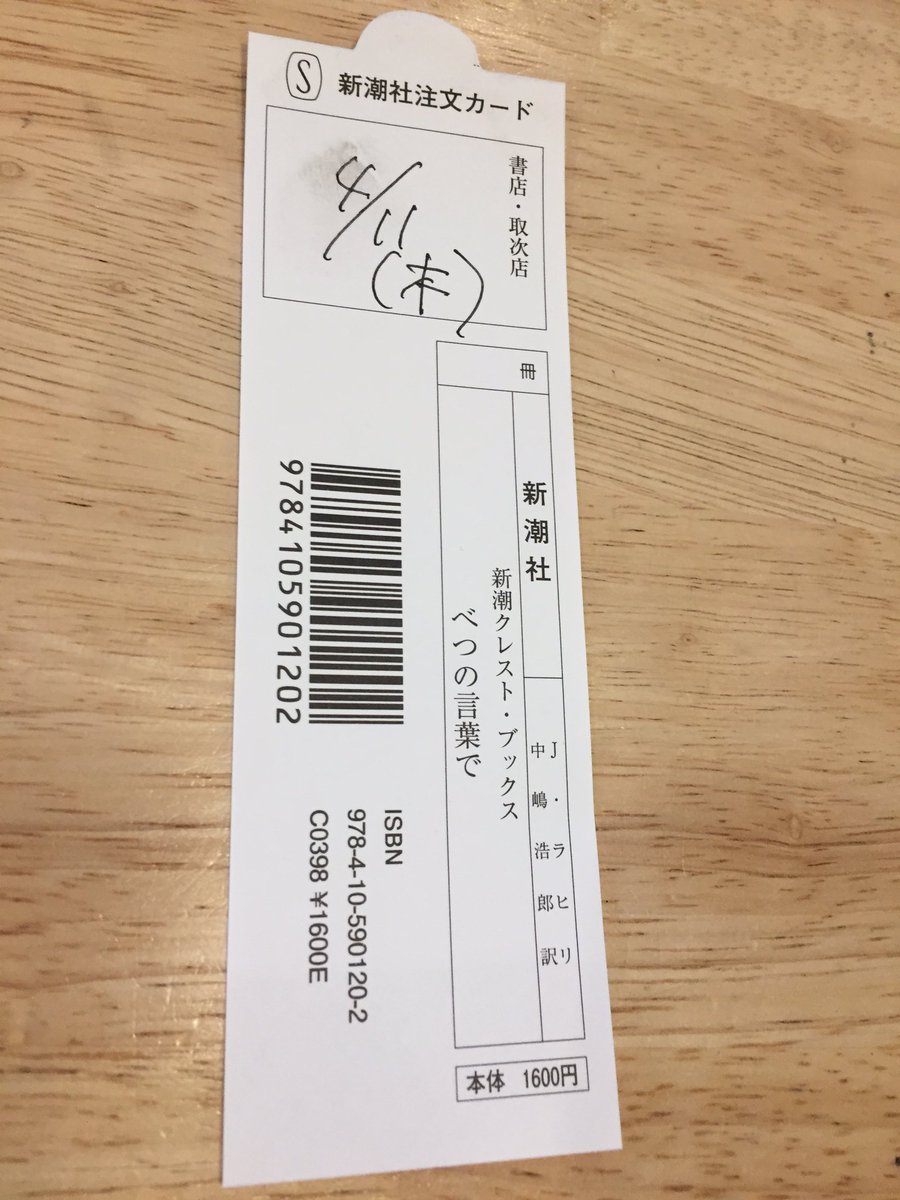 S
新潮社注文カード
書店・取次店
4/11
(木)
冊
新潮社
J・ラヒリ
中嶋浩郎訳
新潮クレスト・ブックス
べつの言葉で
9784105901202
ISBN
978-4-10-590120-2
C0398 ¥1600E
本体 1600円